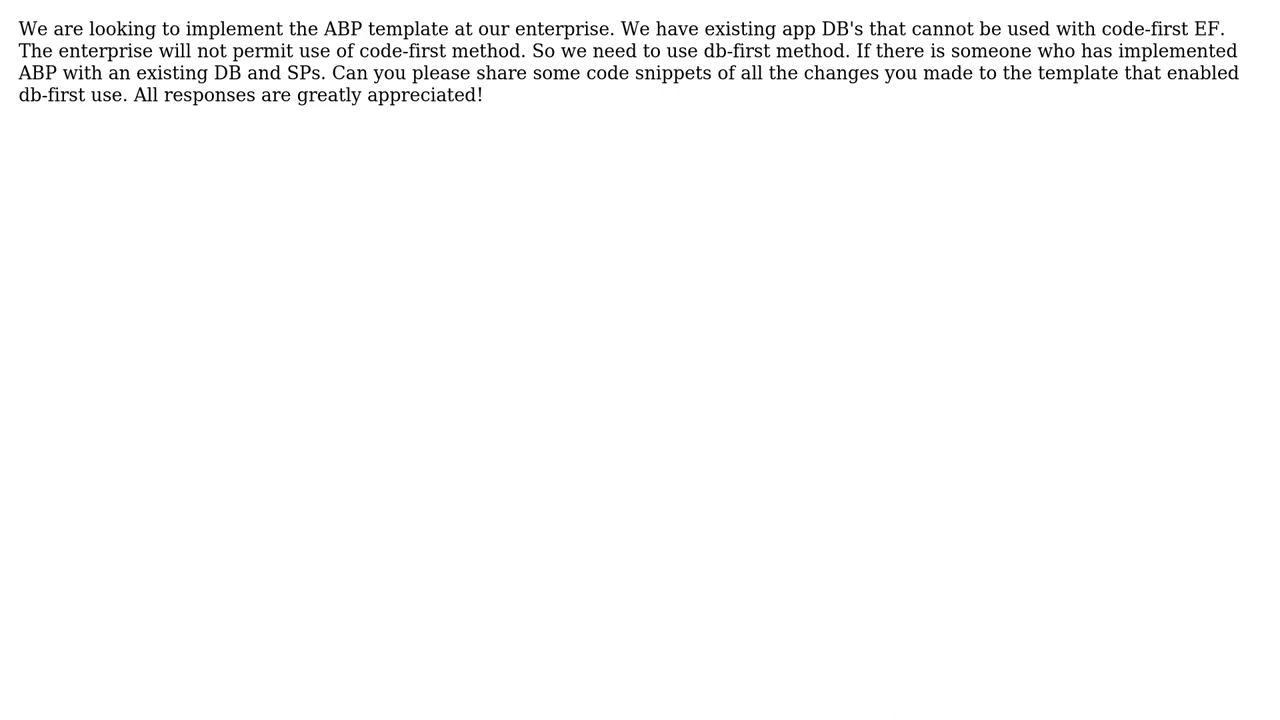 We are looking to implement the ABP template at our enterprise. We have existing app DB's that cannot be used with code-first EF.
The enterprise will not permit use of code-first method. So we need to use db-first method. If there is someone who has implemented
ABP with an existing DB and SPs. Can you please share some code snippets of all the changes you made to the template that enabled
db-first use. All responses are greatly appreciated!